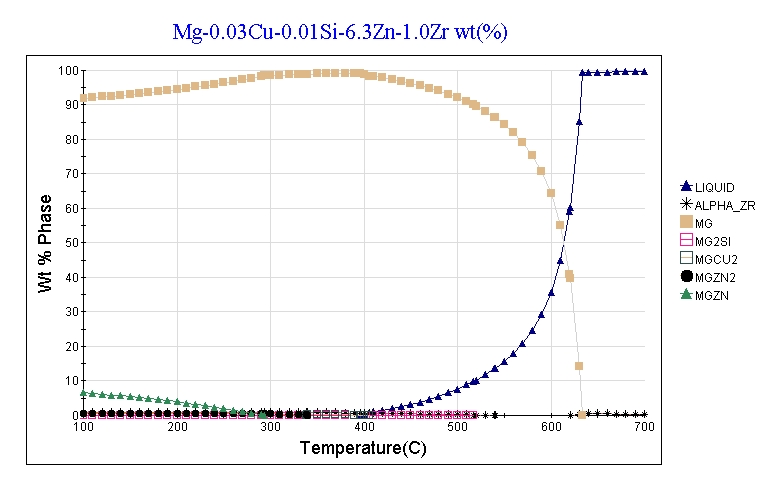 Mg-0.03Cu-0.01Si-6.3Zn-1.0Zr wt(%)
100
90
80
70
60
50
40
30
20
10
0
Wt % Phase
100 200 300 400 500 600 700
Temperature(C)
LIQUID
ALPHA_ZR
MG
MG2SI
MGCU2
MGZN2
MGZN